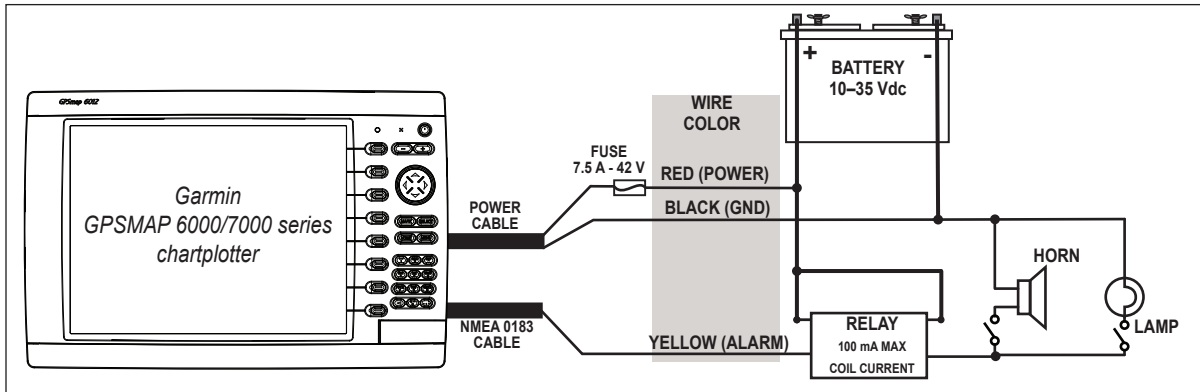 GPSmap 6012
Garmin
GPSMAP 6000/7000 series
chartplotter
POWER
CABLE
NMEA 0183
CABLE
FUSE
7.5 A - 42 V
WIRE
COLOR
RED (POWER)
BLACK (GND)
YELLOW (ALARM)
+
-
BATTERY
10–35 Vdc
RELAY
100 mA MAX
COIL CURRENT
HORN
LAMP